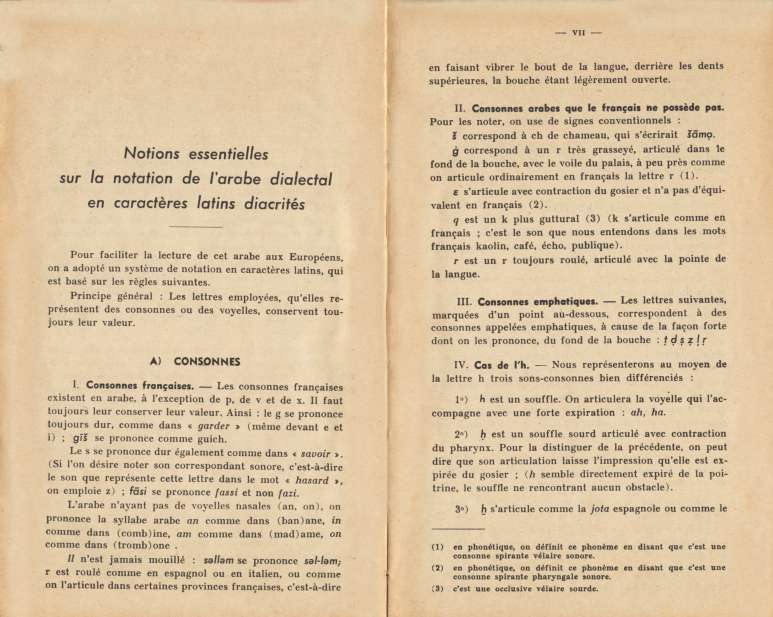 Notions essentielles
sur la notation de l'arabe dialectal
en caractères latins diacrités
Pour faciliter la lecture de cet arabe aux Européens,
on a adopté un système de notation en caractères latins, qui
est basé sur les règles suivantes.
Principe général : Les lettres employées, qu'elles re-
présentent des consonnes ou des voyelles, conservent tou-
jours leur valeur.
A) CONSONNES
I. Consonnes françaises. — Les consonnes françaises
existent en arabe, à l'exception de p, de v et de x. Il faut
toujours leur conserver leur valeur. Ainsi : le g se prononce
toujours dur, comme dans « garder » (même devant e et
i) ; gīš se prononce comme guich.
Le s se prononce dur également comme dans « savoir ».
(Si l'on désire noter son correspondant sonore, c'est-à-dire
le son que représente cette lettre dans le mot « hasard »,
on emploie z) ; fāsi se prononce fassi et non fazi.
L'arabe n'ayant pas de voyelles nasales (an, on), on
prononce la syllabe arabe an comme dans (ban)ane, in
comme dans (comb)ine, am comme dans (mad)ame, on
comme dans (tromb)one .
ll n'est jamais mouillé : səlləm se prononce səl-ləm;
r est roulé comme en espagnol ou en italien, ou comme
on l'articule dans certaines provinces françaises, c'est-à-dire
— VII —
en faisant vibrer le bout de la langue, derrière les dents
supérieures, la bouche étant légèrement ouverte.
II. Consonnes arabes que le français ne possède pas.
Pour les noter, on use de signes conventionnels :
š correspond à ch de chameau, qui s'écrirait šāmọ.
ġ correspond à un r très grasseyé, articulé dans le
fond de la bouche, avec le voile du palais, à peu près comme
on articule ordinairement en français la lettre r (1).
ε s'articule avec contraction du gosier et n'a pas d'équi-
valent en français (2).
q est un k plus guttural (3) (k s'articule comme en
français ; c'est le son que nous entendons dans les mots
français kaolin, café, écho, publique).
r est un r toujours roulé, articulé avec la pointe de
la langue.
III. Consonnes emphatiques. — Les lettres suivantes,
marquées d'un point au-dessous, correspondent à des
consonnes appelées emphatiques, à cause de la façon forte
dont on les prononce, du fond de la bouche : ṭ ḍ ṣ ẓ ḷ ṛ
IV. Cas de l'h. — Nous représenterons au moyen de
la lettre h trois sons-consonnes bien différenciés :
1°) h est un souffle. On articulera la voyelle qui l'ac-
compagne avec une forte expiration : ah, ha.
2°) ḥ est un souffle sourd articulé avec contraction
du pharynx. Pour la distinguer de la précédente, on peut
dire que son articulation laisse l'impression qu'elle est ex-
pirée du gosier ; (h semble directement expiré de la poi-
trine, le souffle ne rencontrant aucun obstacle).
3°) ḫ s'articule comme la jota espagnole ou comme le
(1) en phonétique, on définit ce phonème en disant que c'est une
consonne spirante vélaire sonore.
(2) en phonétique, on définit ce phonème en disant que c'est une
consonne spirante pharyngale sonore.
(3) c'est une occlusive vélaire sourde.